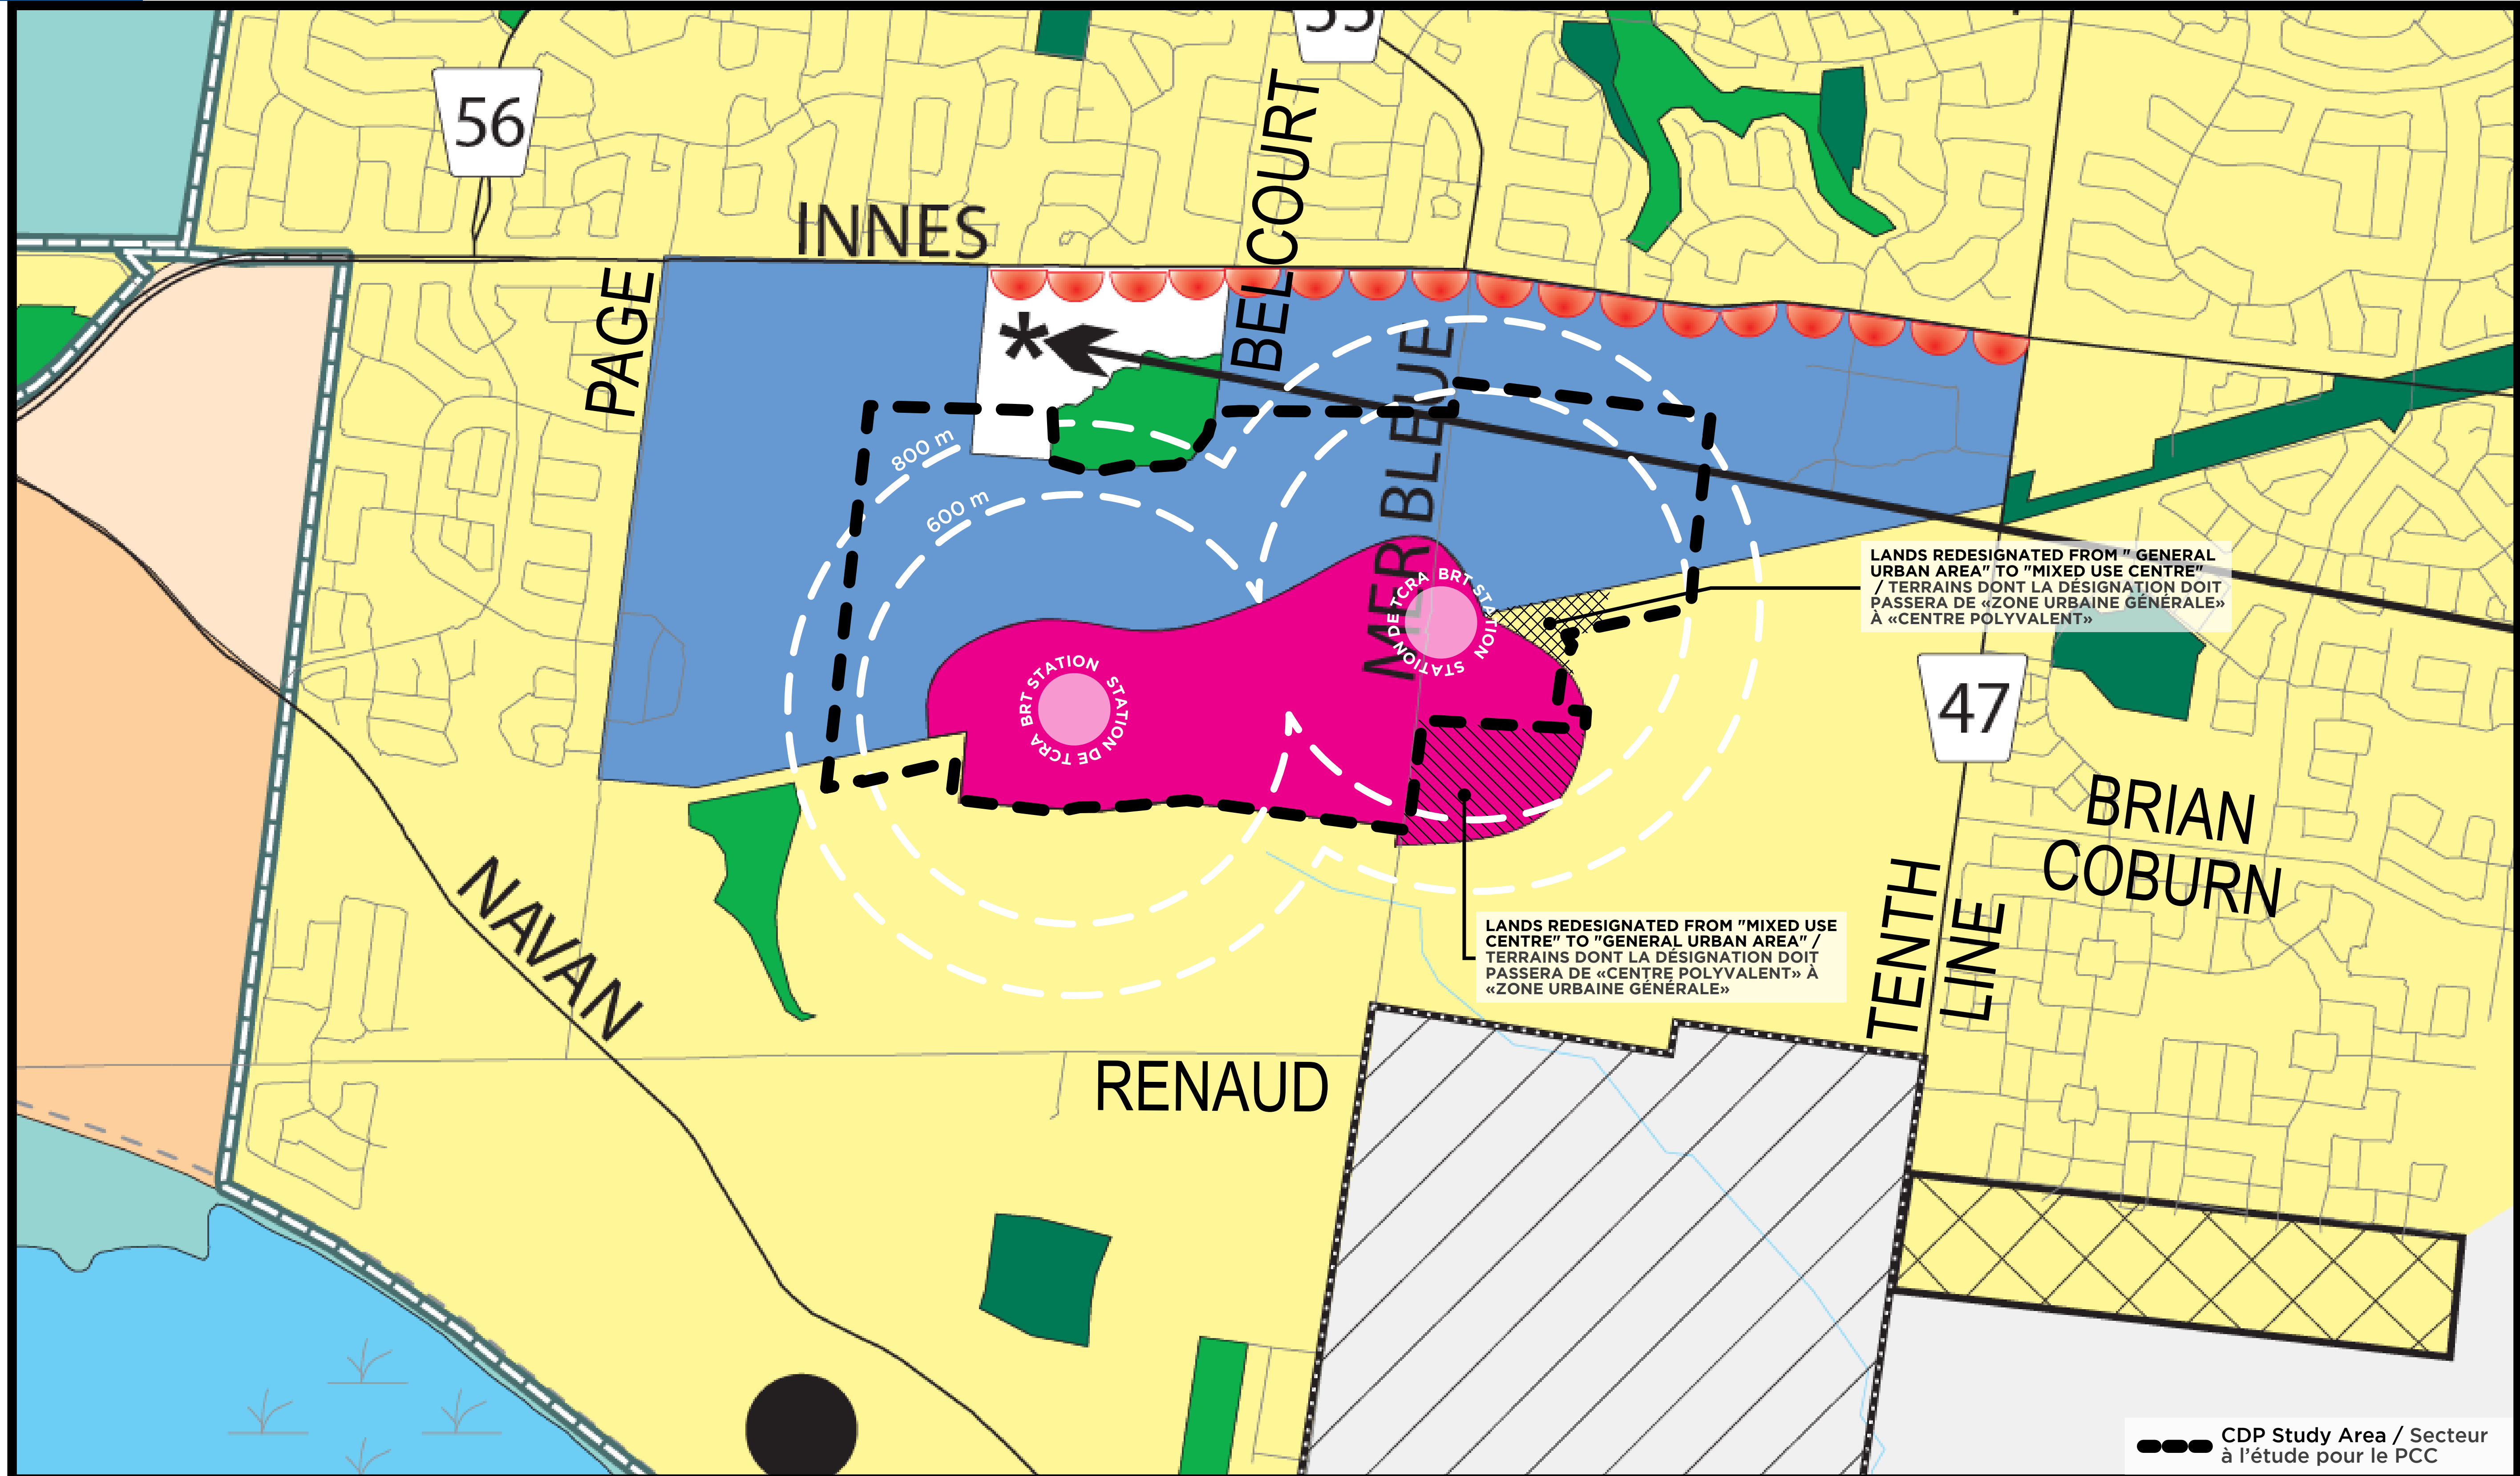 55
56
BELCOURT
INNES
PAGE
*
MER BLEUE
800 m
600 m
LANDS REDESIGNATED FROM " GENERAL
URBAN AREA" TO "MIXED USE CENTRE"
/ TERRAINS DONT LA DÉSIGNATION DOIT
PASSERA DE «ZONE URBAINE GÉNÉRALE»
À «CENTRE POLYVALENT»
BRT STATION STATION DETCRA
BRT STATION STATION DE TCRA
47
BRIAN
COBURN
NAVAN
TENTH
LINE
LANDS REDESIGNATED FROM "MIXED USE
CENTRE" TO "GENERAL URBAN AREA" /
TERRAINS DONT LA DÉSIGNATION DOIT
PASSERA DE «CENTRE POLYVALENT» À
«ZONE URBAINE GÉNÉRALE»
RENAUD
CDP Study Area / Secteur
à l'étude pour le PCC